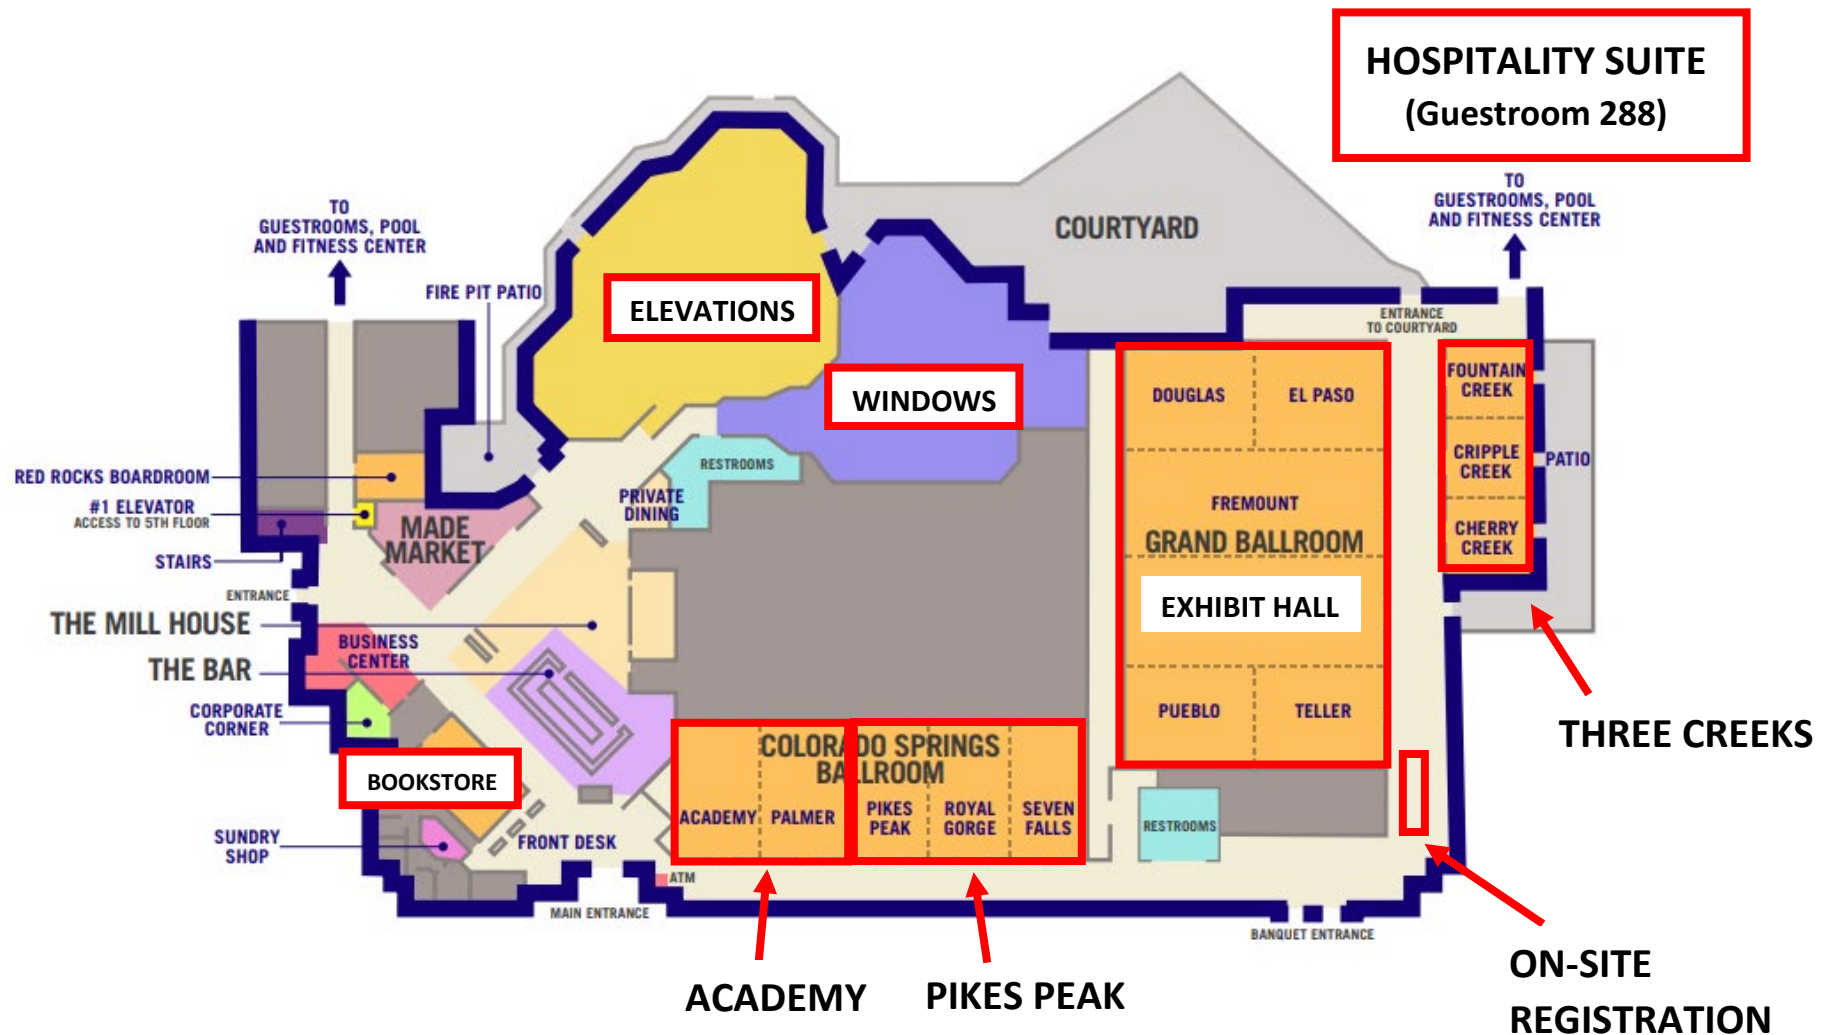 HOSPITALITY SUITE
(Guestroom 288)
TO
GUESTROOMS, POOL
AND FITNESS CENTER
TO
GUESTROOMS, POOL
AND FITNESS CENTER
COURTYARD
FIRE PIT PATIO
ELEVATIONS
ENTRANCE
TO COURTYARD
WINDOWS
DOUGLAS
EL PASO
FOUNTAIN
CREEK
RESTROOMS
CRIPPLE
CREEK
PATIO
RED ROCKS BOARDROOM
#1 ELEVATOR
ACCESS TO 5TH FLOOR
PRIVATE
DINING
FREMOUNT
GRAND BALLROOM
CHERRY
CREEK
MADE
MARKET
STAIRS
ENTRANCE
EXHIBIT HALL
THE MILL HOUSE
BUSINESS
CENTER
THE BAR
CORPORATE
CORNER
PUEBLO
TELLER
THREE CREEKS
COLORADO SPRINGS
BALLROOM
BOOKSTORE
ACADEMY
PALMER
PIKES
PEAK
ROYAL
GORGE
SEVEN
FALLS
RESTROOMS
SUNDRY
SHOP
FRONT DESK
ATM
MAIN ENTRANCE
BANQUET ENTRANCE
ACADEMY
PIKES PEAK
ON-SITE
REGISTRATION